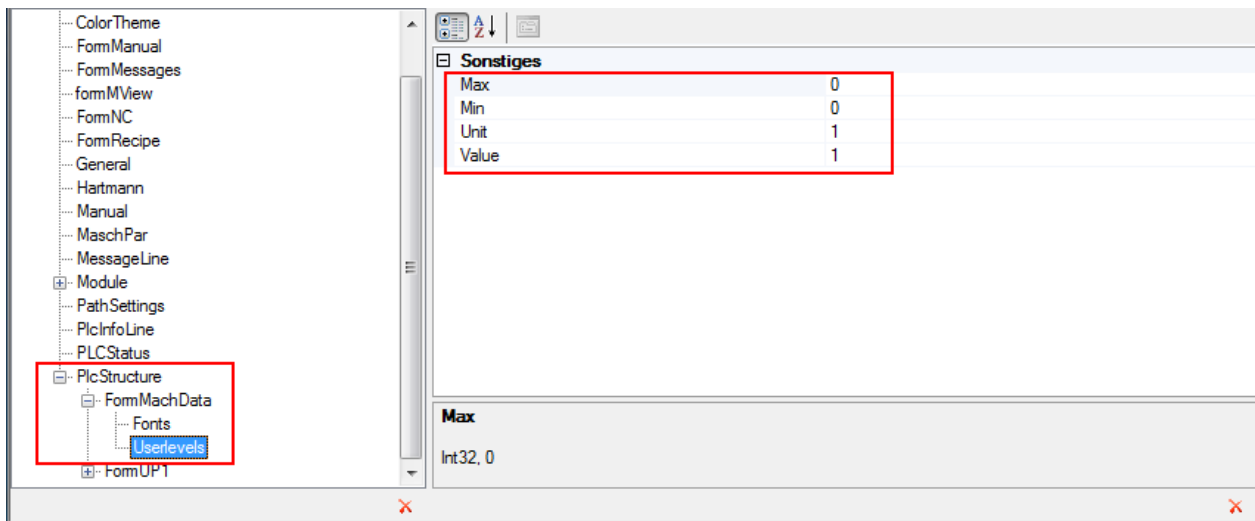 ColorTheme
FormManual
FormMessages
formMView
FormNC
FormRecipe
General
Hartmann
Manual
MaschPar
MessageLine
Module
PathSettings
PlcInfoLine
PLCStatus
PlcStructure
FormMachData
Fonts
Userlevels
FormUP1
A
Z
Sonstiges
Max 0
Min 0
Unit 1
Value 1
Max
Int32, 0